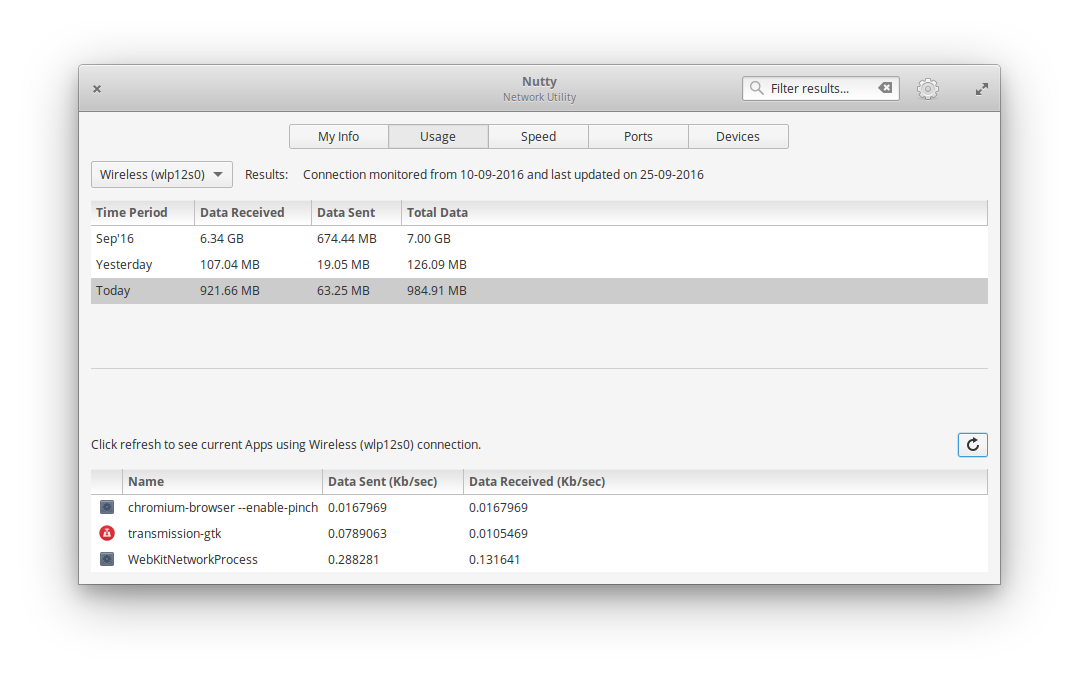 Nutty
Network Utility
Filter results...
My Info Usage Speed Ports Devices
Wireless (wlp12s0) Results: Connection monitored from 10-09-2016 and last updated on 25-09-2016
Time Period Data Received Data Sent Total Data
Sep'16 6.34 GB 674.44 MB 7.00 GB
Yesterday 107.04 MB 19.05 MB 126.09 MB
Today 921.66 MB 63.25 MB 984.91 MB
Click refresh to see current Apps using Wireless (wlp12s0) connection.
Name Data Sent (Kb/sec) Data Received (Kb/sec)
chromium-browser --enable-pinch 0.0167969 0.0167969
transmission-gtk 0.0789063 0.0105469
WebKitNetworkProcess 0.288281 0.131641